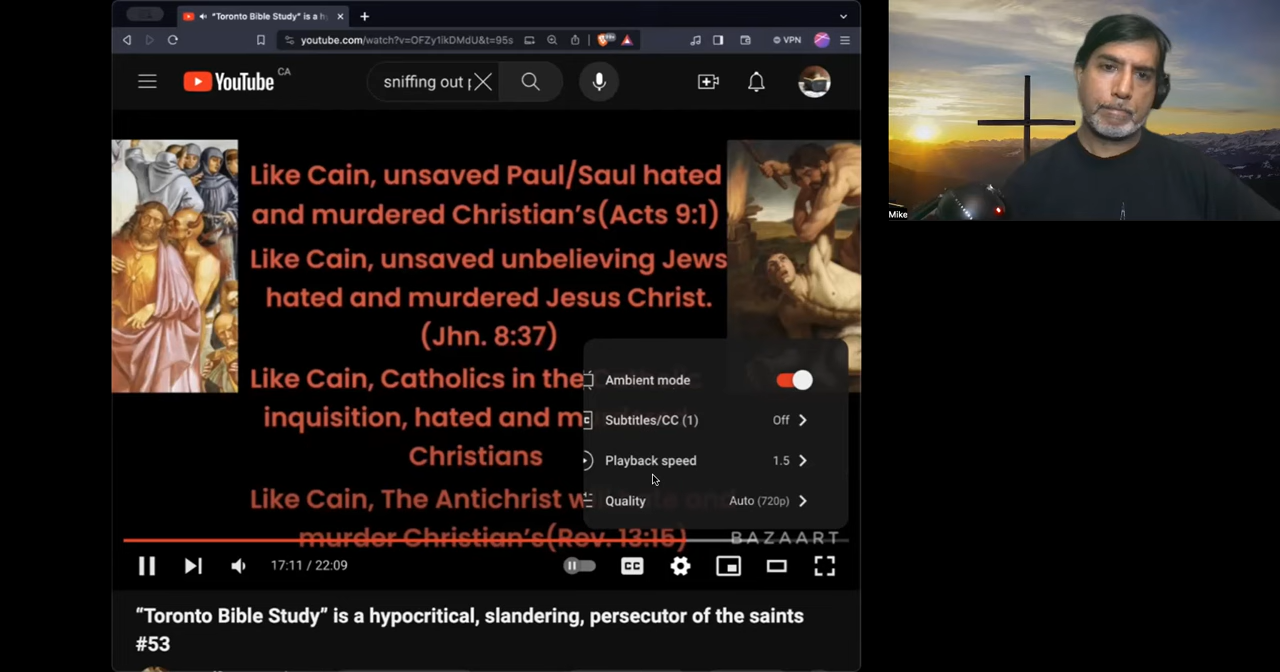 "Toronto Bible Study" is a h
youtube.com/watch?v=OFZy1ikDMdU&t=95s
VPN
YouTube CA
sniffing out
Like Cain, unsaved Paul/Saul hated
and murdered Christian's(Acts 9:1)
Like Cain, unsaved unbelieving Jews
hated and murdered Jesus Christ.
(Jhn. 8:37)
Like Cain, Catholics in the
inquisition, hated and m
Christians
Like Cain, The Antichrist w and
murder Christian's(Rev. 13:15)
Ambient mode
Subtitles/CC (1) Off
Playback speed 1.5
Quality Auto (720p)
BAZAART
17:11 / 22:09
CC
"Toronto Bible Study" is a hypocritical, slandering, persecutor of the saints
#53
Mike